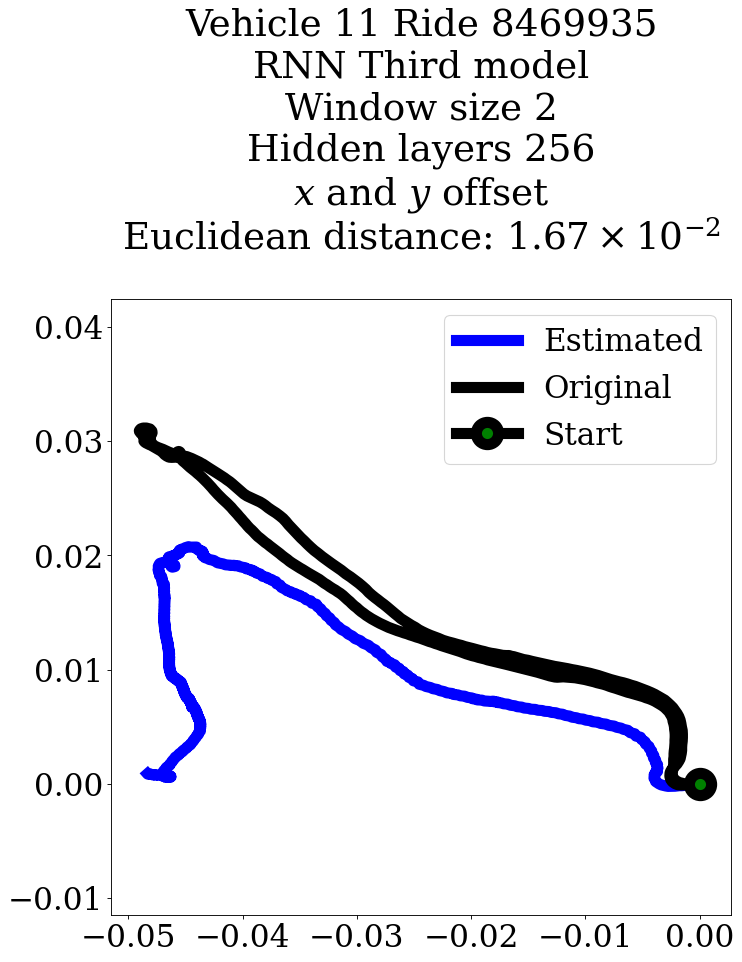 Vehicle 11 Ride 8469935
RNN Third model
Window size 2
Hidden layers 256
x and y offset
Euclidean distance: 1.67 × 10⁻²
Estimated
Original
Start
0.04
0.03
0.02
0.01
0.00
−0.01
−0.05 −0.04 −0.03 −0.02 −0.01 0.00